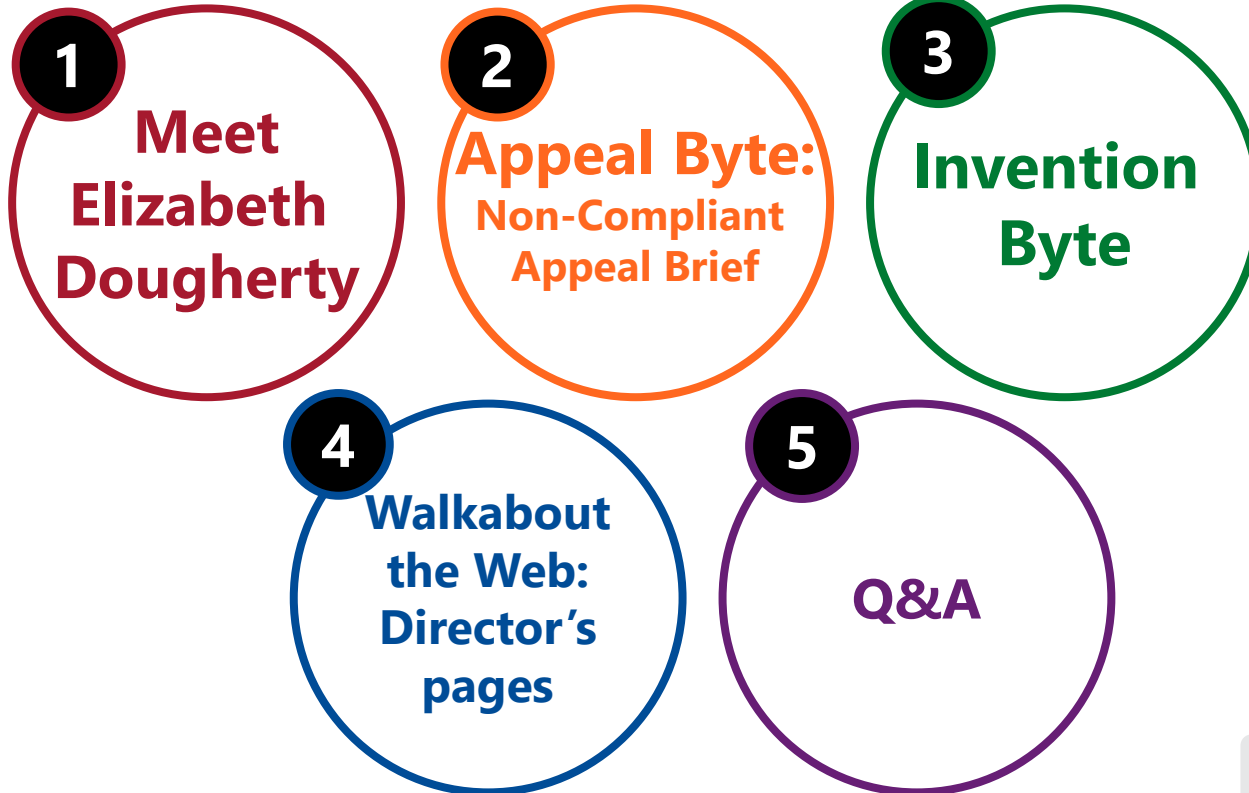 1
Meet
Elizabeth
Dougherty
2
Appeal Byte:
Non-Compliant
Appeal Brief
3
Invention
Byte
4
Walkabout
the Web:
Director’s
pages
5
Q&A